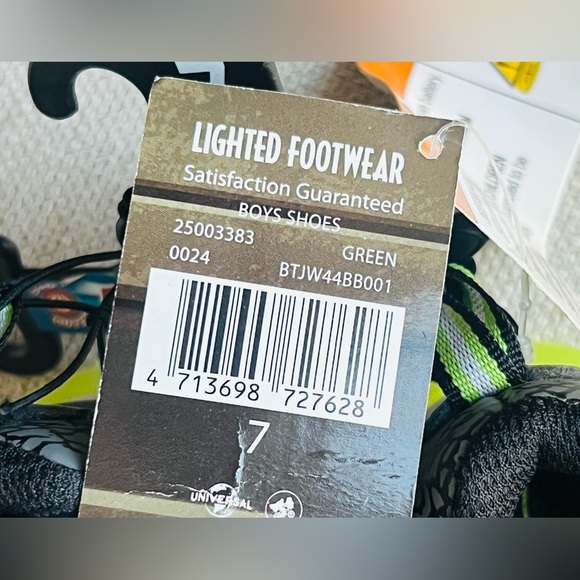 LIGHTED FOOTWEAR
Satisfaction Guaranteed
BOYS SHOES
25003383 GREEN
0024 BTJW44BB001
4 713698 727628
7
UNIVERSAL